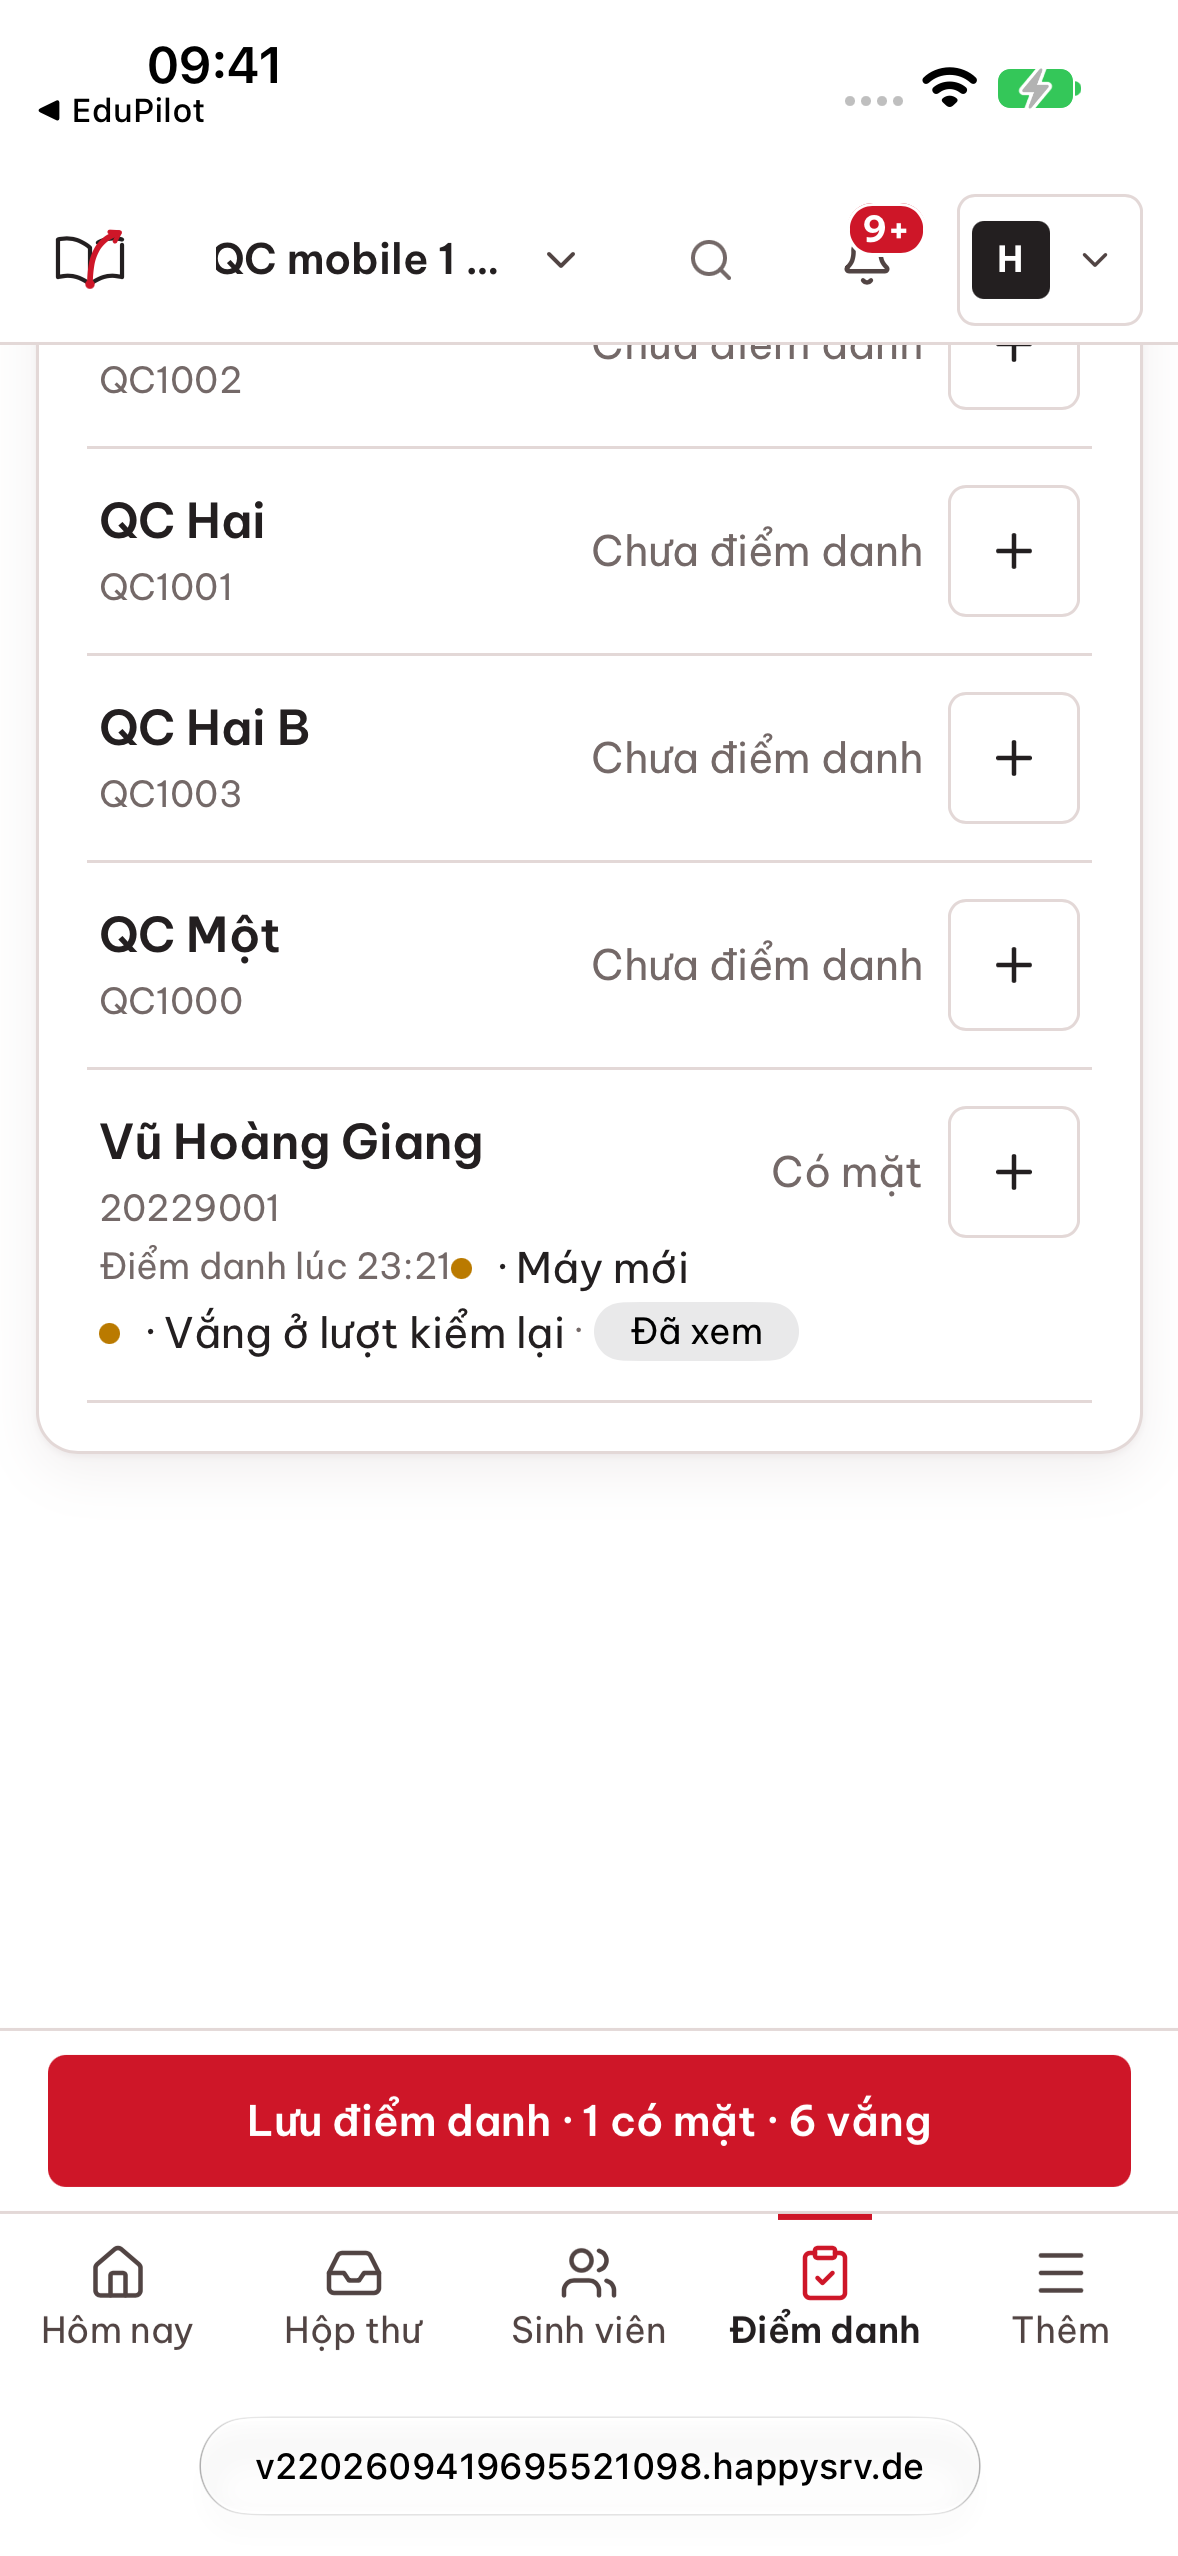 09:41
◀ EduPilot
QC mobile 1 ...
9+
H
Chưa điểm danh
QC1002
QC Hai
Chưa điểm danh
QC1001
QC Hai B
Chưa điểm danh
QC1003
QC Một
Chưa điểm danh
QC1000
Vũ Hoàng Giang
Có mặt
20229001
Điểm danh lúc 23:21 · Máy mới
· Vắng ở lượt kiểm lại · Đã xem
Lưu điểm danh · 1 có mặt · 6 vắng
Hôm nay
Hộp thư
Sinh viên
Điểm danh
Thêm
v2202609419695521098.happysrv.de